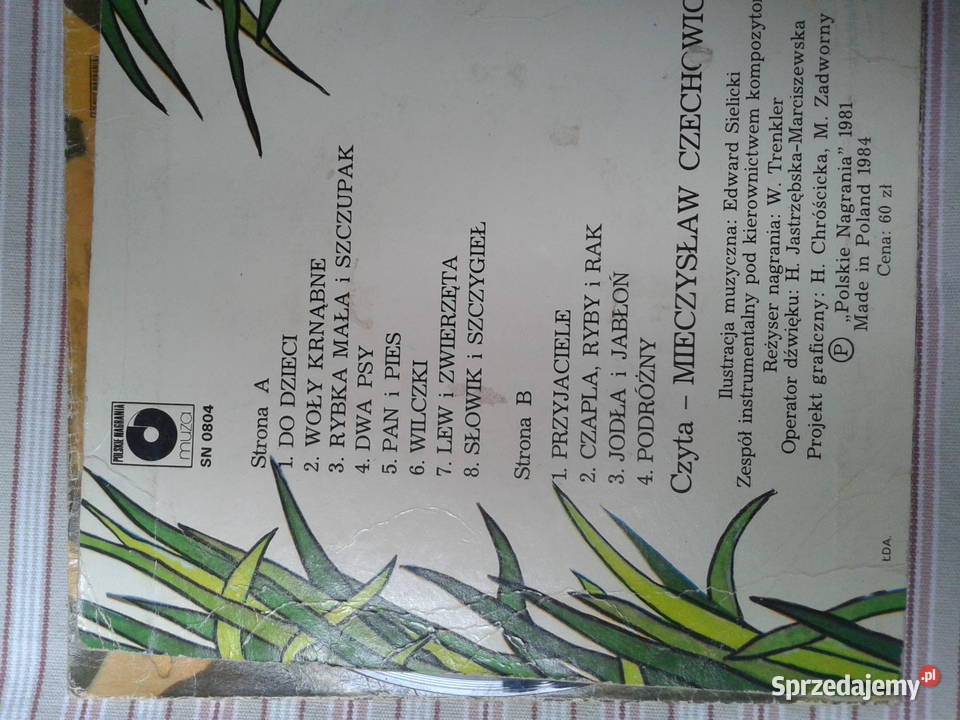 POLSKIE NAGRANIA
muza
SN 0804
Strona A
1. DO DZIECI
2. WOŁY KRNĄBNE
3. RYBKA MAŁA i SZCZUPAK
4. DWA PSY
5. PAN i PIES
6. WILCZKI
7. LEW i ZWIERZĘTA
8. SŁOWIK i SZCZYGIEŁ
Strona B
1. PRZYJACIELE
2. CZAPLA, RYBY i RAK
3. JODŁA i JABŁOŃ
4. PODRÓŻNY
Czyta – MIECZYSŁAW CZECHOWIC
Ilustracja muzyczna: Edward Sielicki
Zespół instrumentalny pod kierownictwem kompozytor
Reżyser nagrania: W. Trenkler
Operator dźwięku: H. Jastrzębska-Marciszewska
Projekt graficzny: H. Chróścicka, M. Zadworny
Ⓟ „Polskie Nagrania” 1981
Made in Poland 1984
Cena: 60 zł
ŁDA.
Sprzedajemy.pl